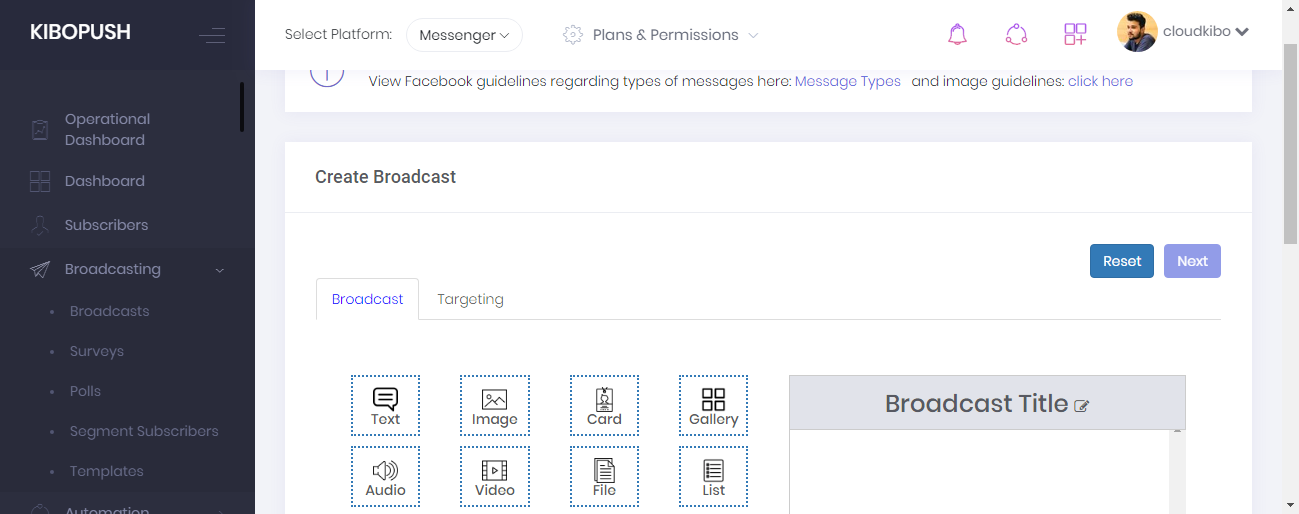 KIBOPUSH
Select Platform: Messenger
Plans & Permissions
cloudkibo
View Facebook guidelines regarding types of messages here: Message Types and image guidelines: click here
Operational
Dashboard
Dashboard
Subscribers
Broadcasting
Broadcasts
Surveys
Polls
Segment Subscribers
Templates
Automation
Create Broadcast
Reset Next
Broadcast Targeting
Text Image Card Gallery
Audio Video File List
Broadcast Title